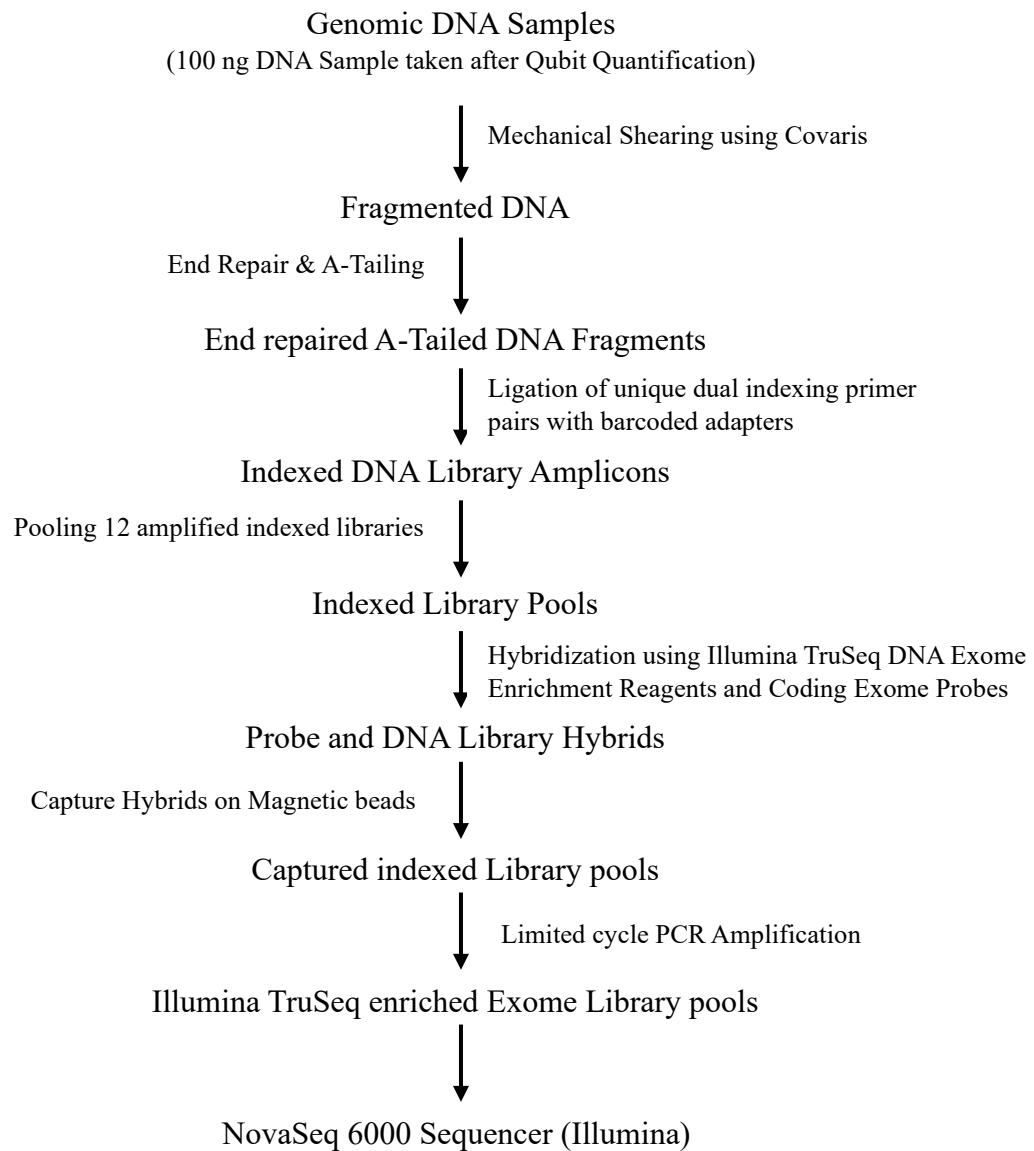 Genomic DNA Samples
(100 ng DNA Sample taken after Qubit Quantification)
Mechanical Shearing using Covaris
Fragmented DNA
End Repair & A-Tailing
End repaired A-Tailed DNA Fragments
Ligation of unique dual indexing primer
pairs with barcoded adapters
Indexed DNA Library Amplicons
Pooling 12 amplified indexed libraries
Indexed Library Pools
Hybridization using Illumina TruSeq DNA Exome
Enrichment Reagents and Coding Exome Probes
Probe and DNA Library Hybrids
Capture Hybrids on Magnetic beads
Captured indexed Library pools
Limited cycle PCR Amplification
Illumina TruSeq enriched Exome Library pools
NovaSeq 6000 Sequencer (Illumina)